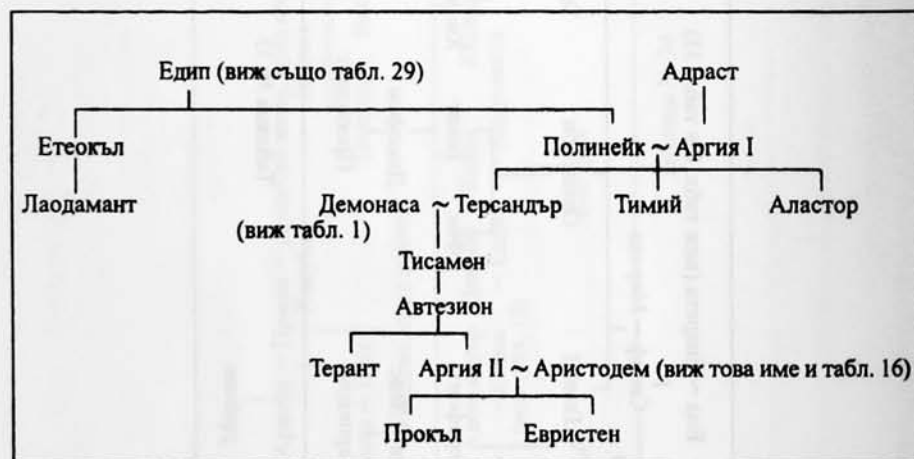 Едип (виж също табл. 29) Адраст
Етеокъл Полинейк ~ Аргия I
Лаодамант Демонаса ~ Терсандър Тимий Аластор
(виж табл. 1)
Тисамен
Автезион
Терант Аргия II ~ Аристодем (виж това име и табл. 16)
Прокъл Евристен